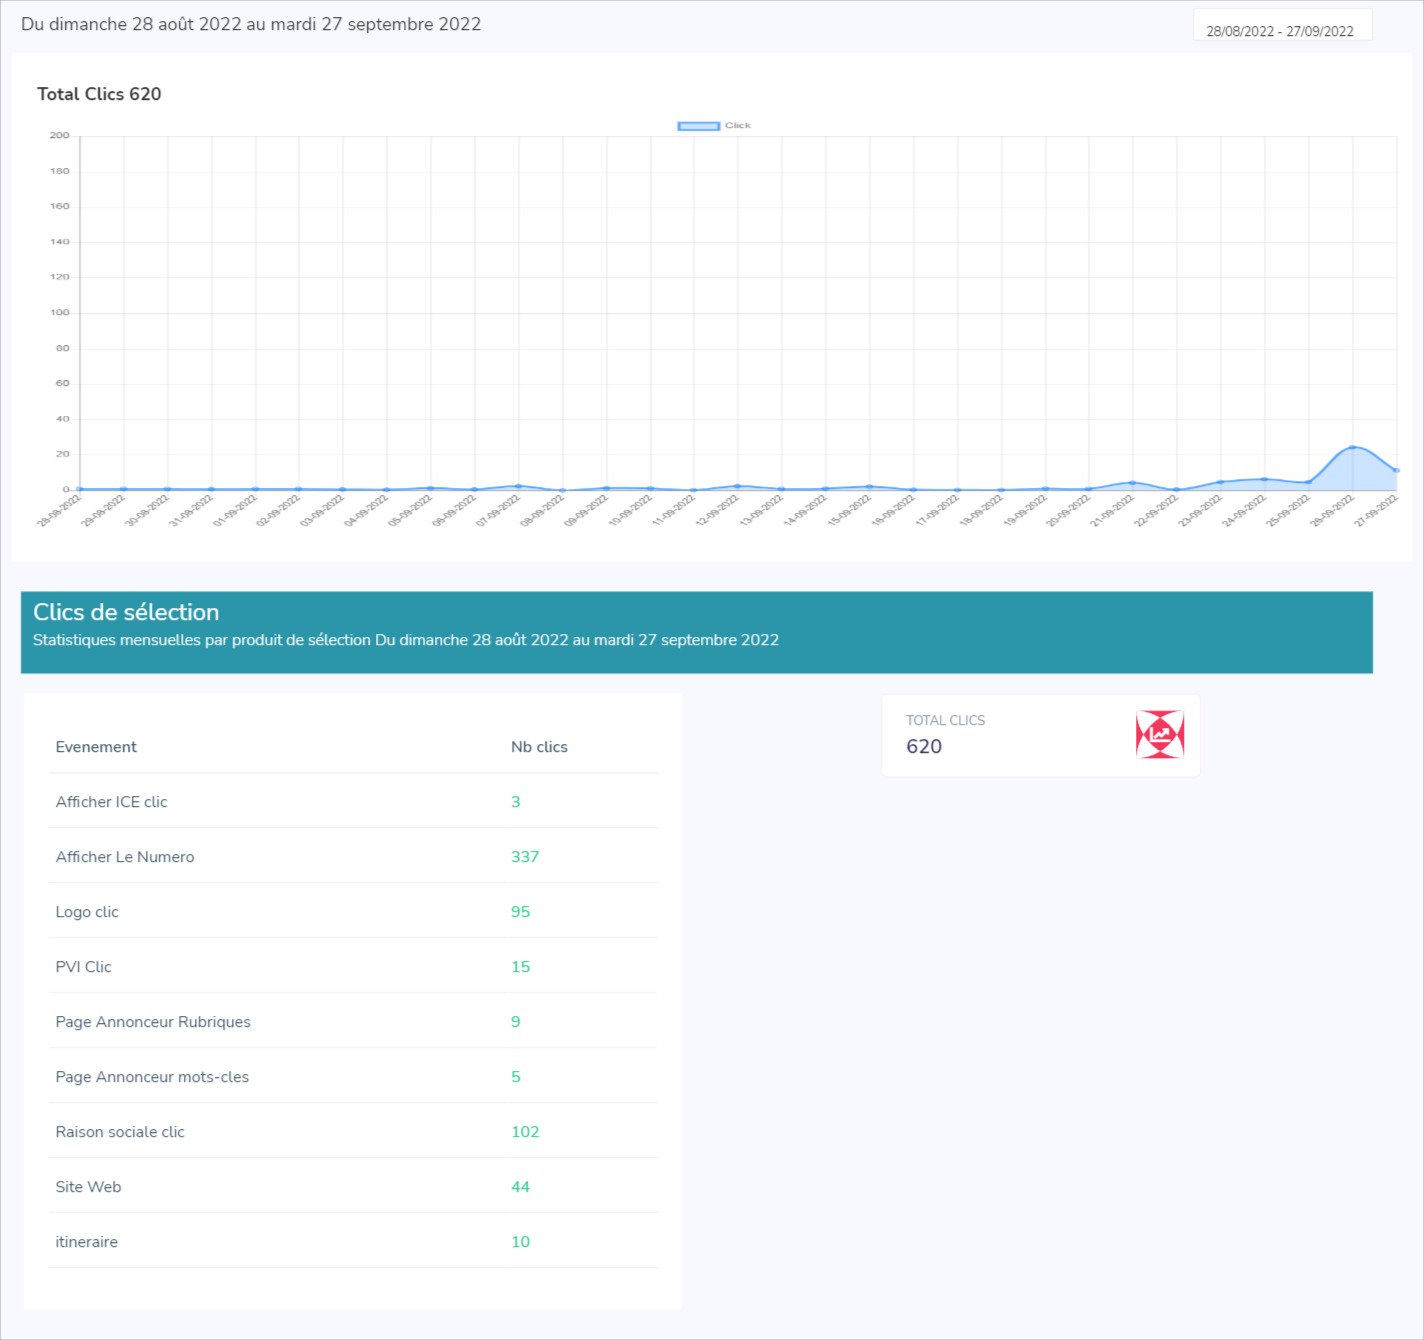 Du dimanche 28 août 2022 au mardi 27 septembre 2022
28/08/2022 - 27/09/2022
Total Clics 620
Click
200
180
160
140
120
100
80
60
40
20
0
28-08-2022
29-08-2022
30-08-2022
31-08-2022
01-09-2022
02-09-2022
03-09-2022
04-09-2022
05-09-2022
06-09-2022
07-09-2022
08-09-2022
09-09-2022
10-09-2022
11-09-2022
12-09-2022
13-09-2022
14-09-2022
15-09-2022
16-09-2022
17-09-2022
18-09-2022
19-09-2022
20-09-2022
21-09-2022
22-09-2022
23-09-2022
24-09-2022
25-09-2022
26-09-2022
27-09-2022
Clics de sélection
Statistiques mensuelles par produit de sélection Du dimanche 28 août 2022 au mardi 27 septembre 2022
Evenement Nb clics
Afficher ICE clic 3
Afficher Le Numero 337
Logo clic 95
PVI Clic 15
Page Annonceur Rubriques 9
Page Annonceur mots-cles 5
Raison sociale clic 102
Site Web 44
itineraire 10
TOTAL CLICS
620